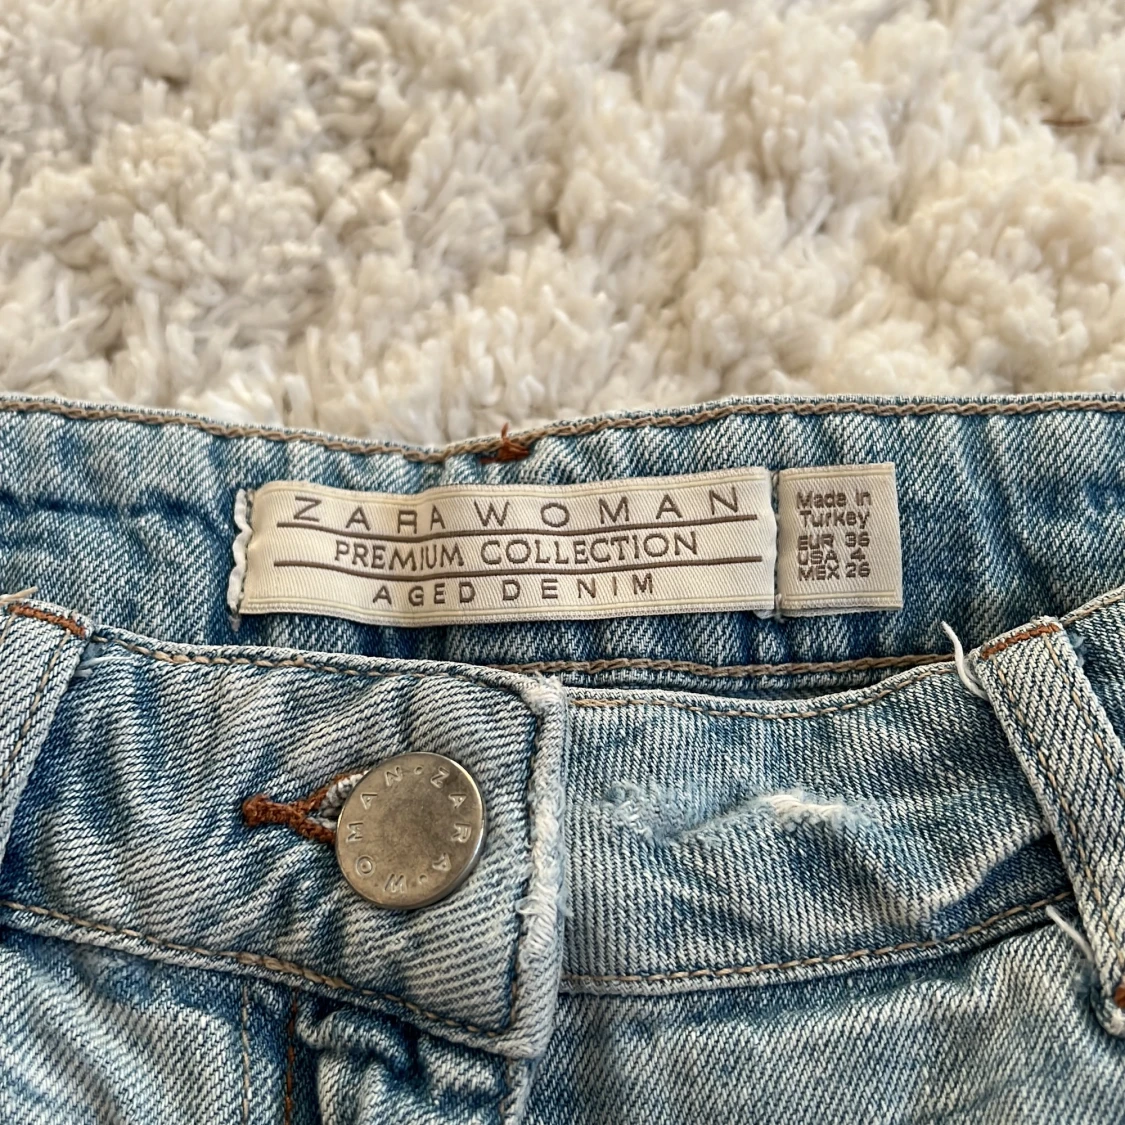 ZARA WOMAN
PREMIUM COLLECTION
AGED DENIM
Made in
Turkey
EUR 36
USA 4
MEX 26
ZARA·WOMAN·